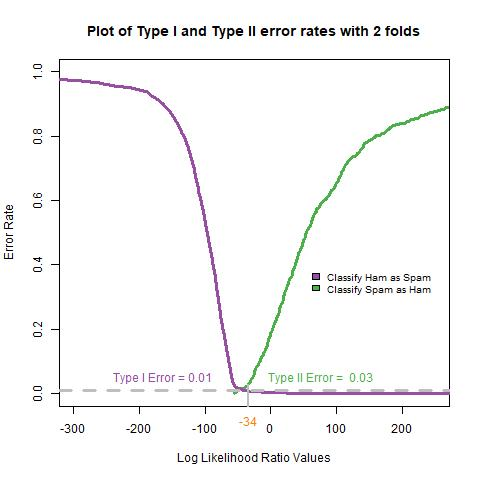 Plot of Type I and Type II error rates with 2 folds
1.0
0.8
0.6
0.4
0.2
0.0
Error Rate
Classify Ham as Spam
Classify Spam as Ham
Type I Error = 0.01
Type II Error = 0.03
-300
-200
-100
0
100
200
-34
Log Likelihood Ratio Values